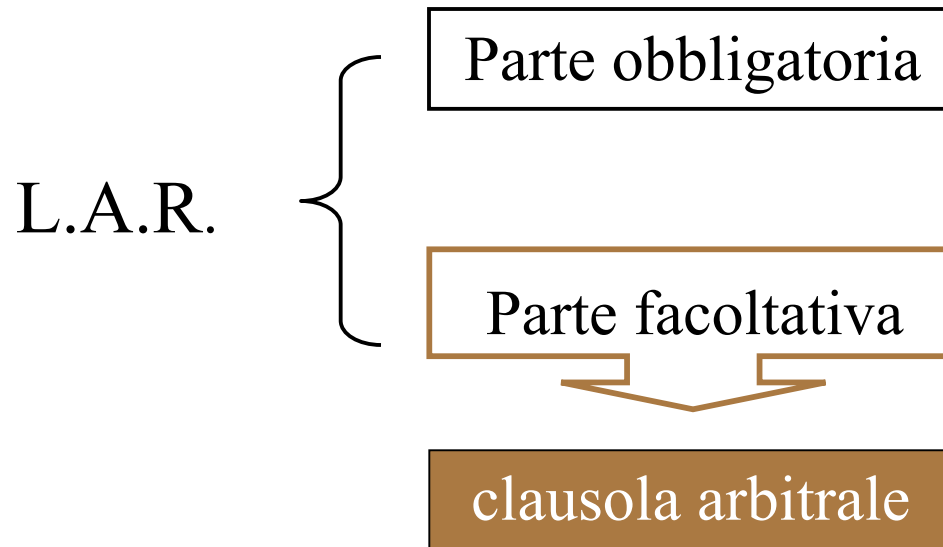 Parte obbligatoria
L.A.R.
Parte facoltativa
clausola arbitrale